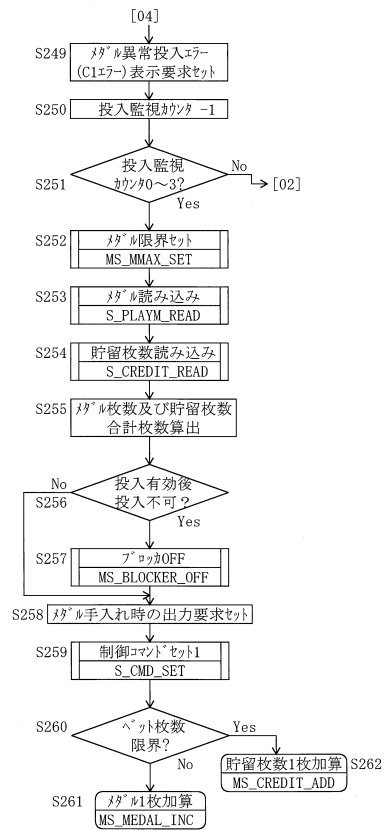 [04]
S249
メダル異常投入エラー
(C1エラー)表示要求セット
S250
投入監視カウンタ -1
S251
投入監視
カウンタ0～3?
No
[02]
Yes
S252
メダル限界セット
MS_MMAX_SET
S253
メダル読み込み
S_PLAYM_READ
S254
貯留枚数読み込み
S_CREDIT_READ
S255
メダル枚数及び貯留枚数
合計枚数算出
No
S256
投入有効後
投入不可?
Yes
S257
ブロッカOFF
MS_BLOCKER_OFF
S258
メダル手入れ時の出力要求セット
S259
制御コマンドセット1
S_CMD_SET
S260
ベット枚数
限界?
Yes
No
貯留枚数1枚加算
MS_CREDIT_ADD
S262
S261
メダル1枚加算
MS_MEDAL_INC